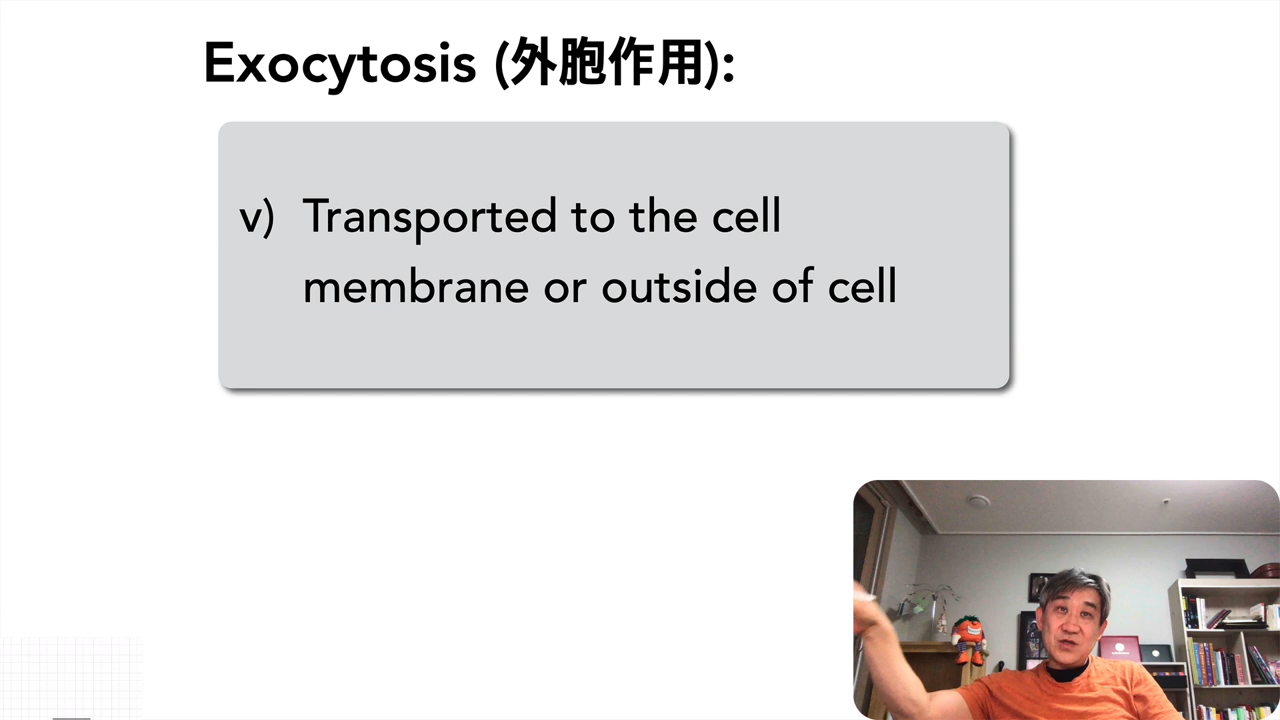 Exocytosis (外胞作用):
v) Transported to the cell
membrane or outside of cell